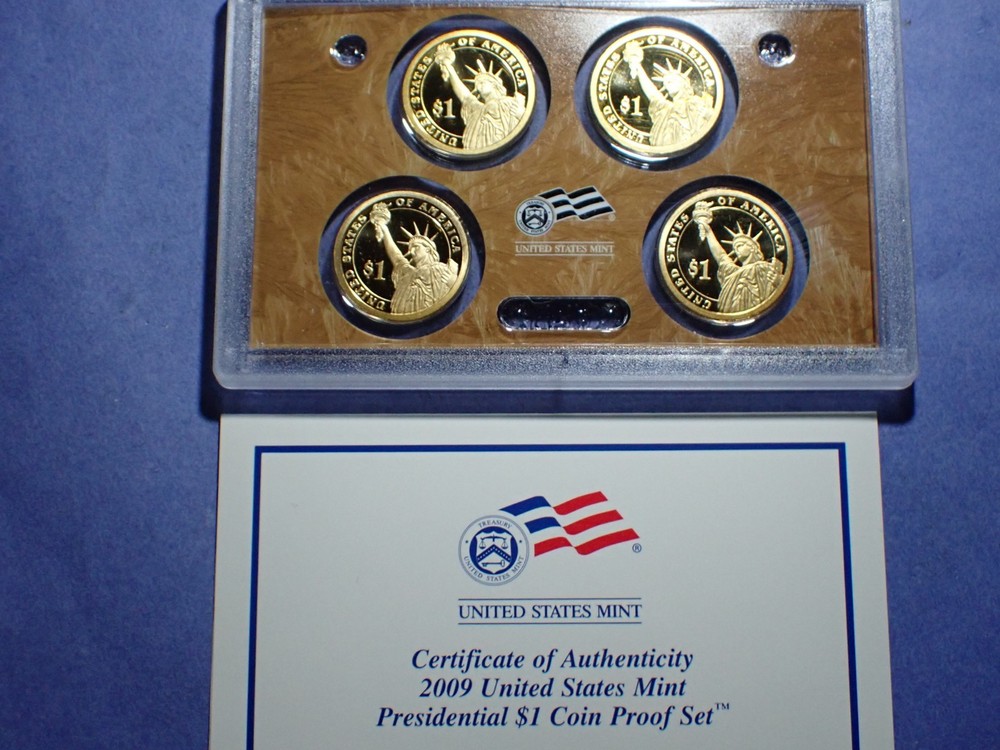 UNITED STATES OF AMERICA
$1
UNITED STATES OF AMERICA
$1
UNITED STATES OF AMERICA
$1
UNITED STATES OF AMERICA
$1
UNITED STATES MINT
TREASURY
UNITED STATES MINT
®
UNITED STATES MINT
Certificate of Authenticity
2009 United States Mint
Presidential $1 Coin Proof Set™